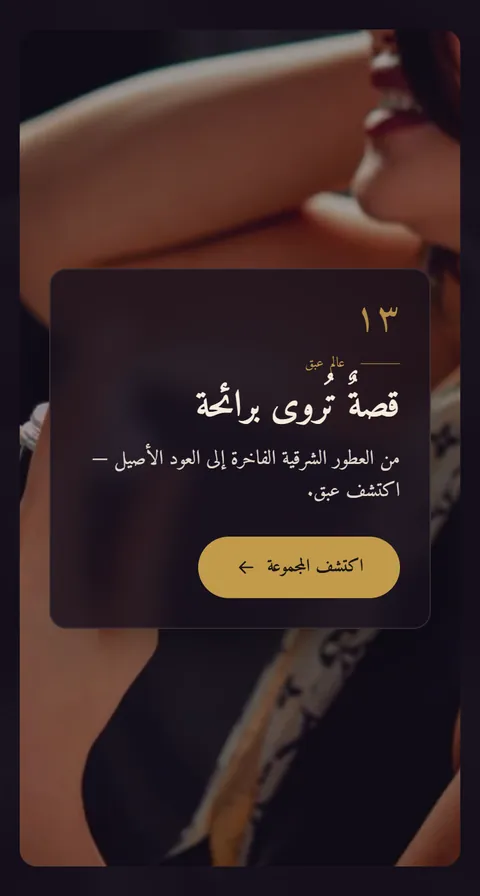 ١٣
عالم عبق
قصةٌ تُروى برائحة
من العطور الشرقية الفاخرة إلى العود الأصيل —
اكتشف عبق.
اكتشف المجموعة ←